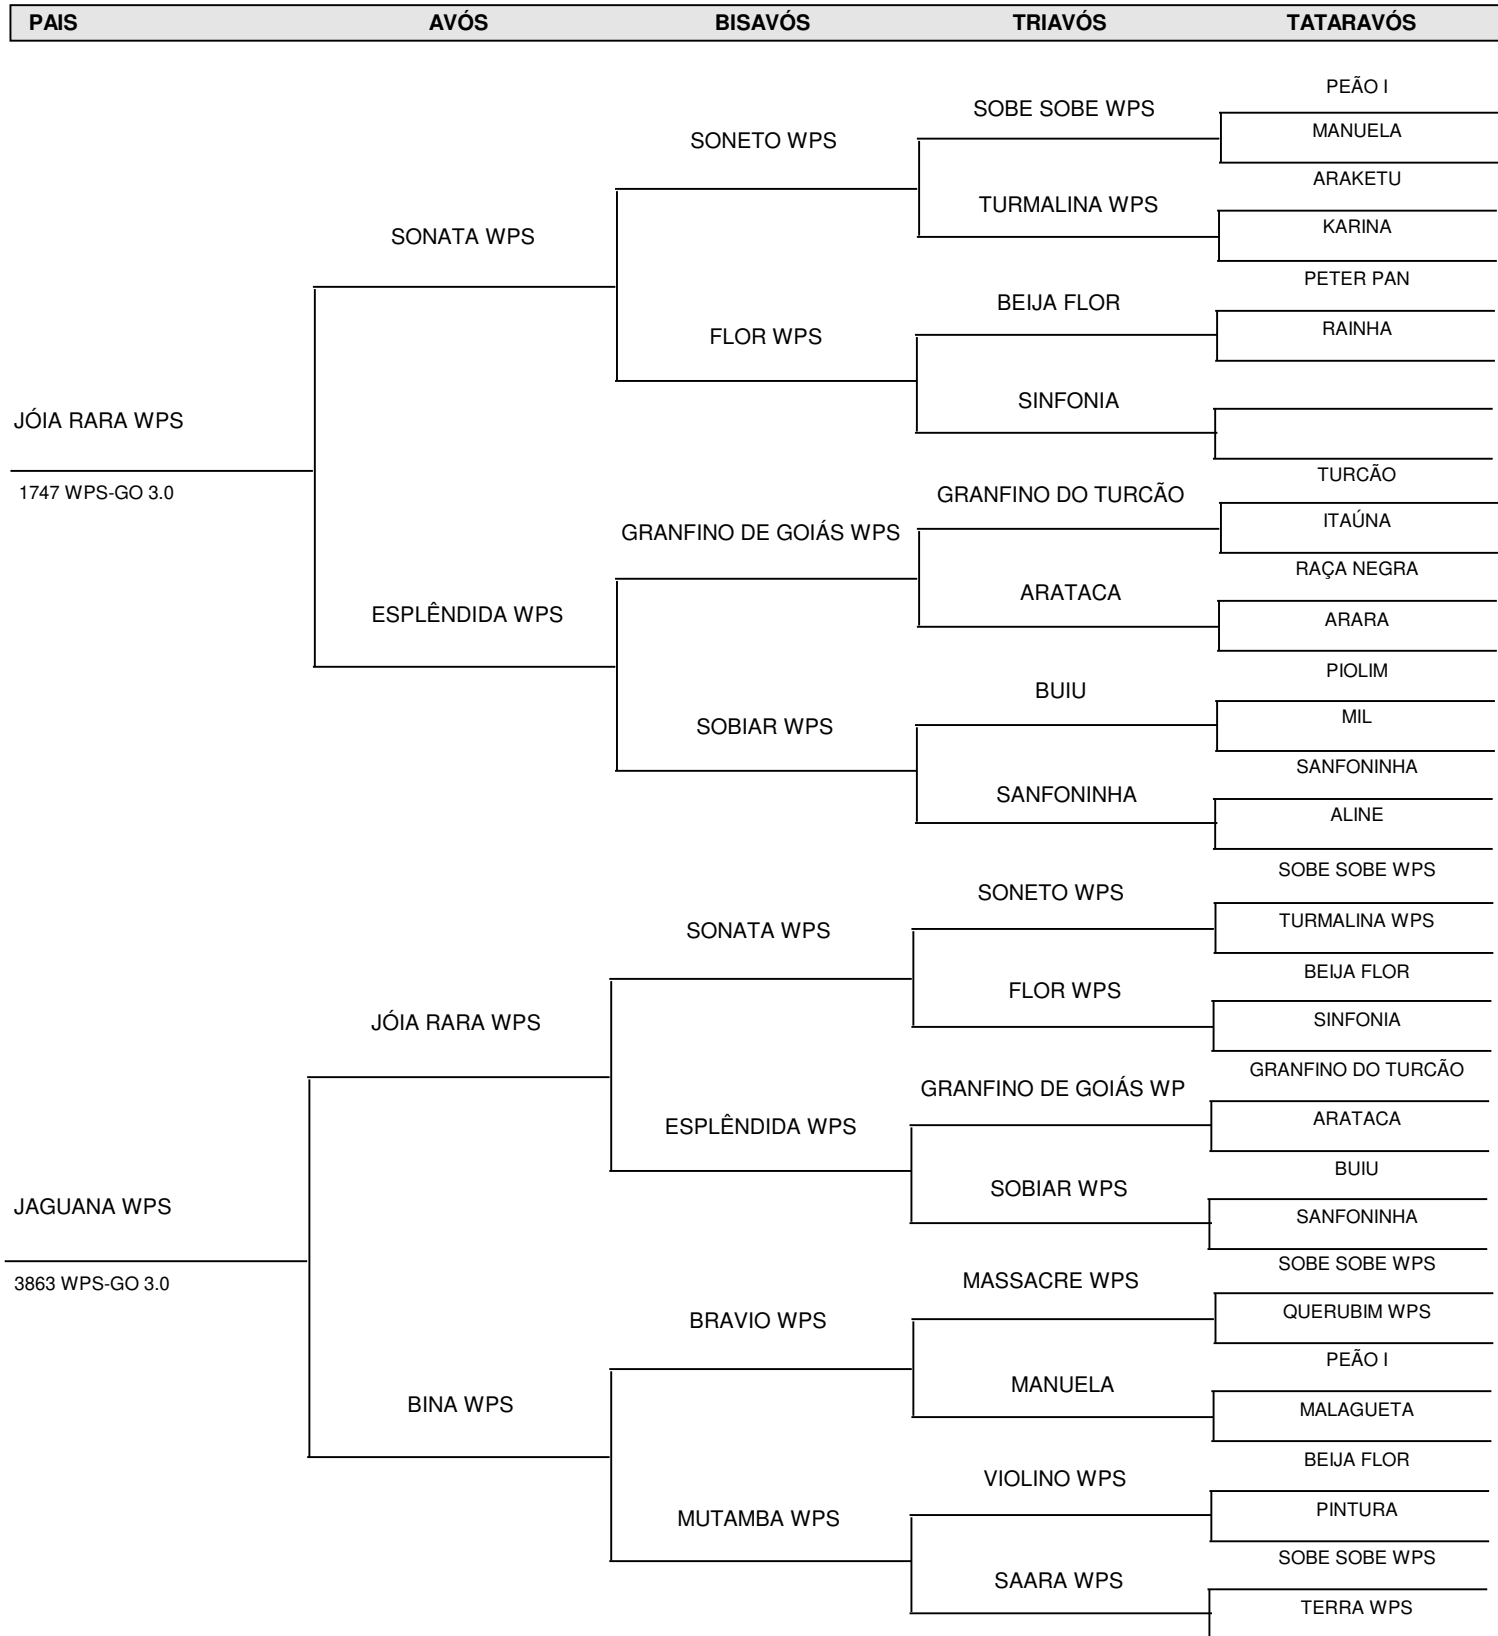 PAIS AVÓS BISAVÓS TRIAVÓS TATARAVÓS
PEÃO I
SOBE SOBE WPS
MANUELA
SONETO WPS
ARAKETU
TURMALINA WPS
KARINA
SONATA WPS
PETER PAN
BEIJA FLOR
RAINHA
FLOR WPS
SINFONIA
JÓIA RARA WPS
TURCÃO
1747 WPS-GO 3.0
GRANFINO DO TURCÃO
ITAÚNA
GRANFINO DE GOIÁS WPS
RAÇA NEGRA
ARATACA
ESPLÊNDIDA WPS
ARARA
PIOLIM
BUIU
MIL
SOBIAR WPS
SANFONINHA
SANFONINHA
ALINE
SOBE SOBE WPS
SONETO WPS
TURMALINA WPS
SONATA WPS
BEIJA FLOR
FLOR WPS
SINFONIA
JÓIA RARA WPS
GRANFINO DO TURCÃO
GRANFINO DE GOIÁS WP
ARATACA
ESPLÊNDIDA WPS
BUIU
SOBIAR WPS
JAGUANA WPS
SANFONINHA
SOBE SOBE WPS
3863 WPS-GO 3.0
MASSACRE WPS
QUERUBIM WPS
BRAVIO WPS
PEÃO I
MANUELA
BINA WPS
MALAGUETA
BEIJA FLOR
VIOLINO WPS
PINTURA
MUTAMBA WPS
SOBE SOBE WPS
SAARA WPS
TERRA WPS